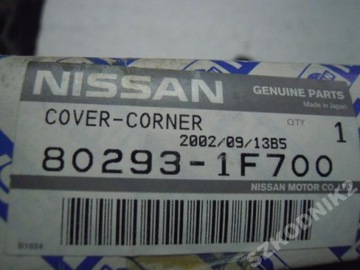 NISSAN
GENUINE PARTS
Made in Japan
COVER-CORNER
QTY 1
2002/09/13B5
80293-1F700
NISSAN MOTOR CO.,LTD.
SZKODNIKZ